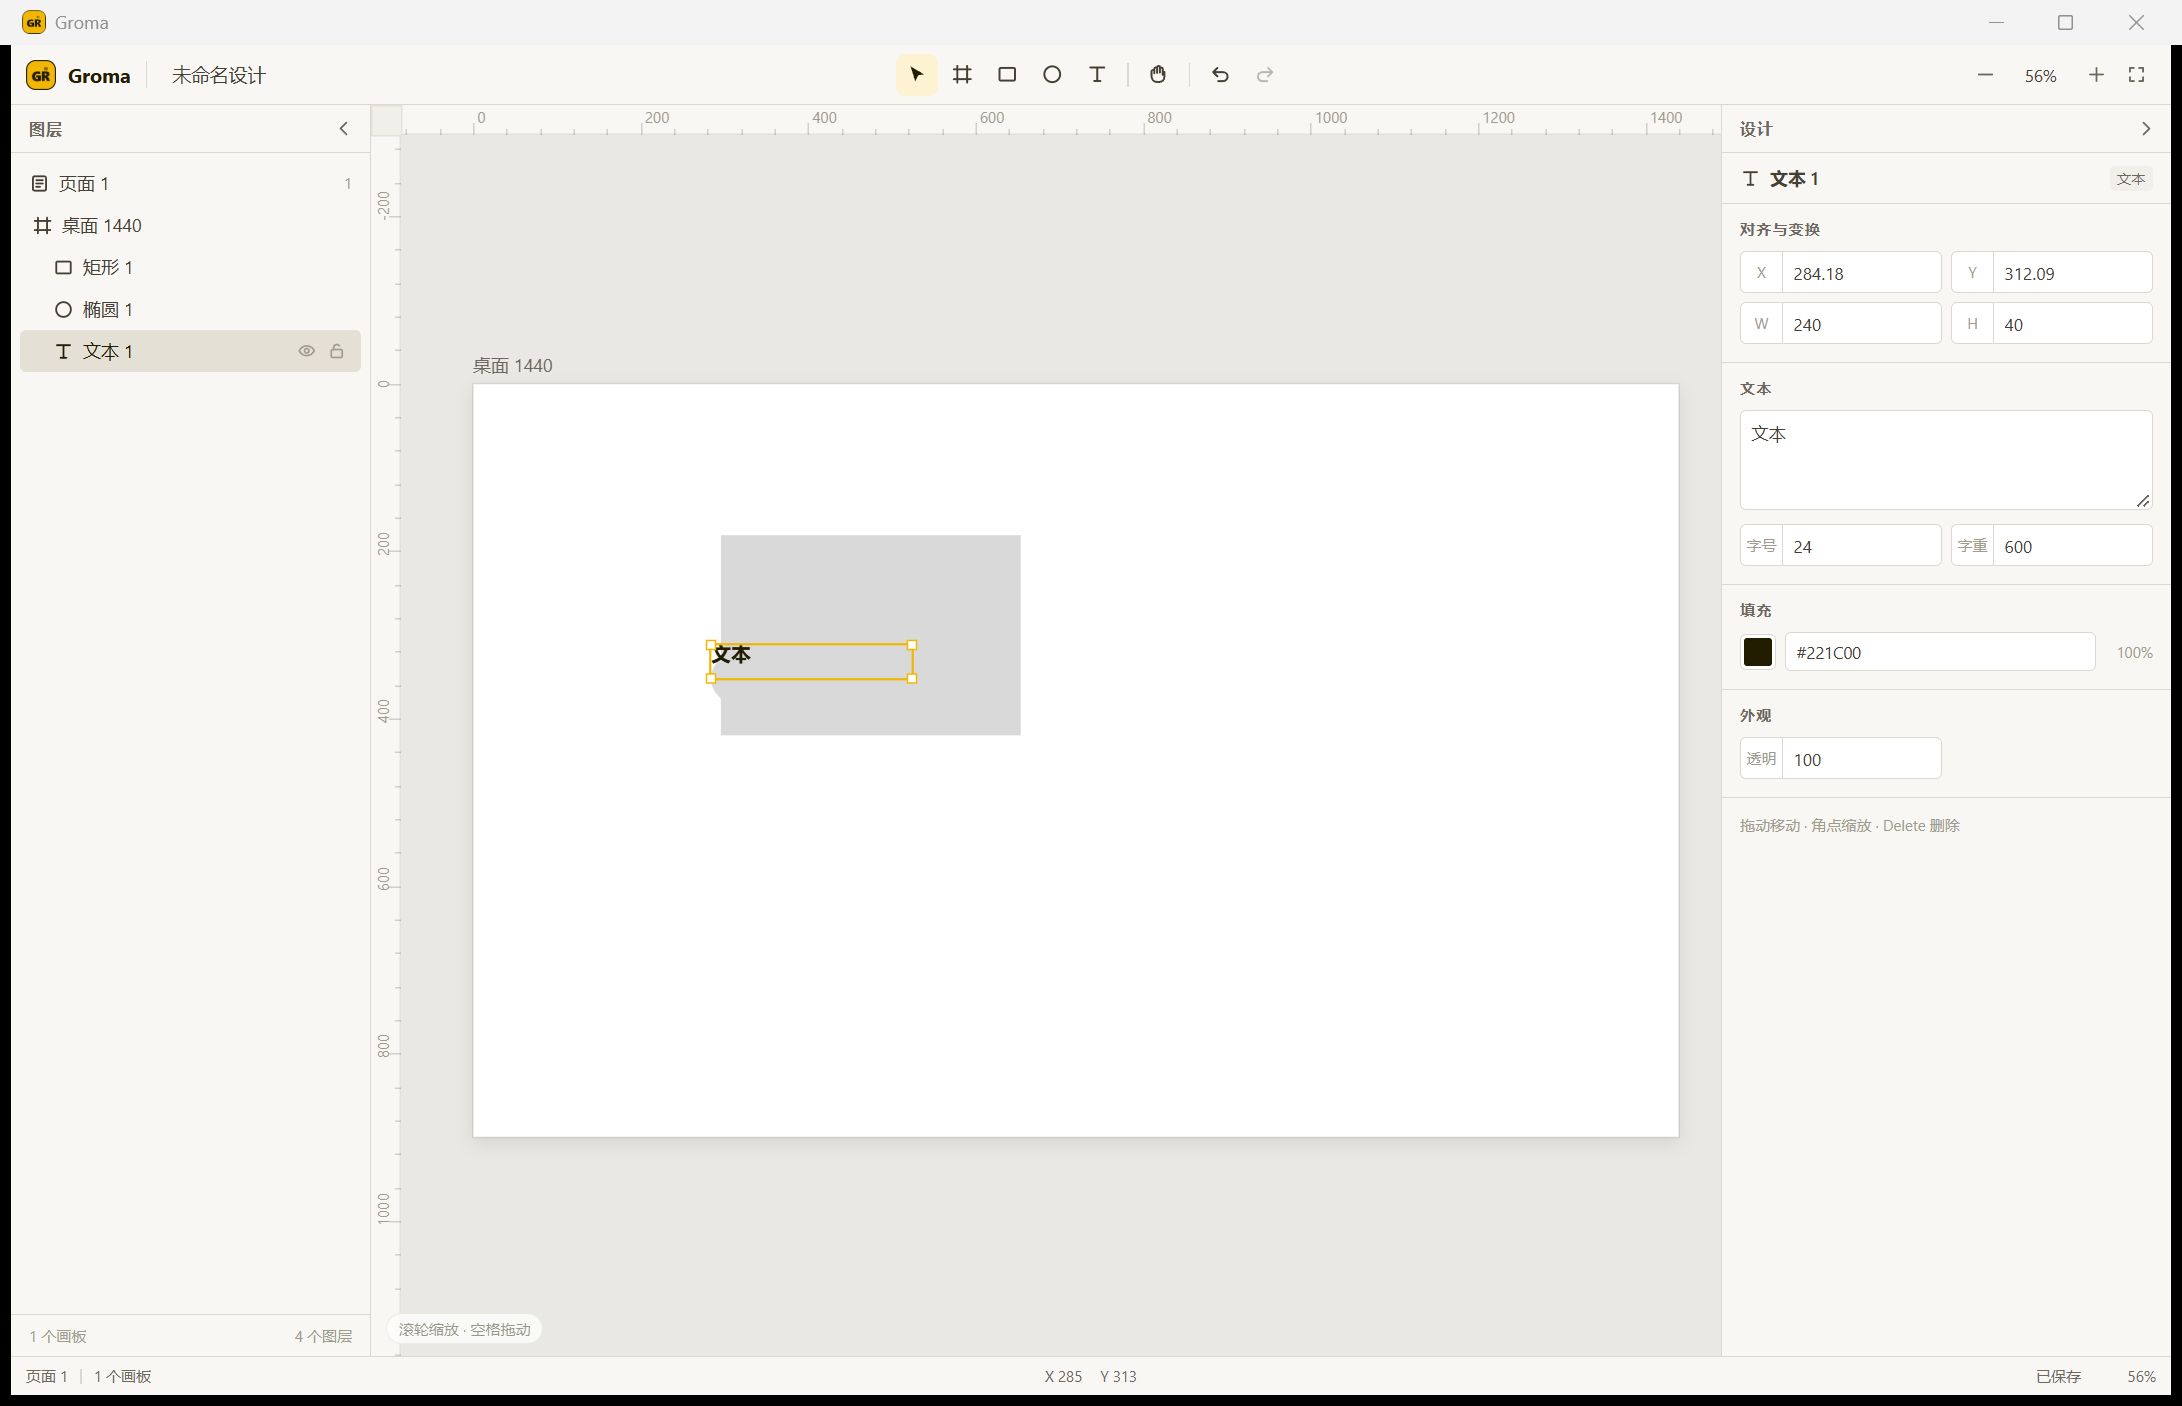 GR Groma
GR Groma 未命名设计 56%
图层
页面 1 1
桌面 1440
矩形 1
椭圆 1
文本 1
0 200 400 600 800 1000 1200 1400
-200
0
200
400
600
800
1000
桌面 1440
文本
滚轮缩放 · 空格拖动
1 个画板 4 个图层
设计
文本 1 文本
对齐与变换
X 284.18 Y 312.09
W 240 H 40
文本
文本
字号 24 字重 600
填充
#221C00 100%
外观
透明 100
拖动移动 · 角点缩放 · Delete 删除
页面 1 1 个画板 X 285 Y 313 已保存 56%